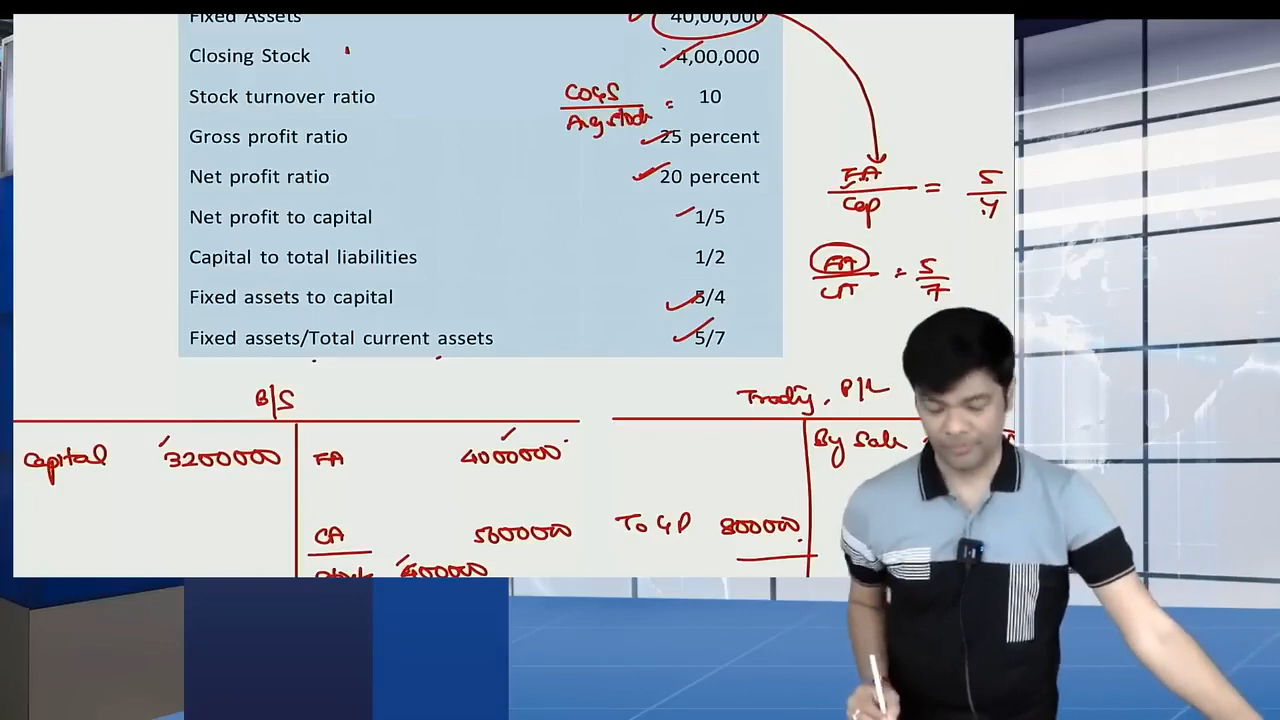 Fixed Assets 40,00,000
Closing Stock 4,00,000
Stock turnover ratio COGS / Avg stock = 10
Gross profit ratio 25 percent
Net profit ratio 20 percent
Net profit to capital 1/5
Capital to total liabilities 1/2
Fixed assets to capital 5/4
Fixed assets/Total current assets 5/7
FA / Cap = 5/4
FA / CA = 5/7
B/S
Capital 3200000 FA 4000000
CA 5600000
Stock 400000
Trading, P/L
By Sale
To GP 800000